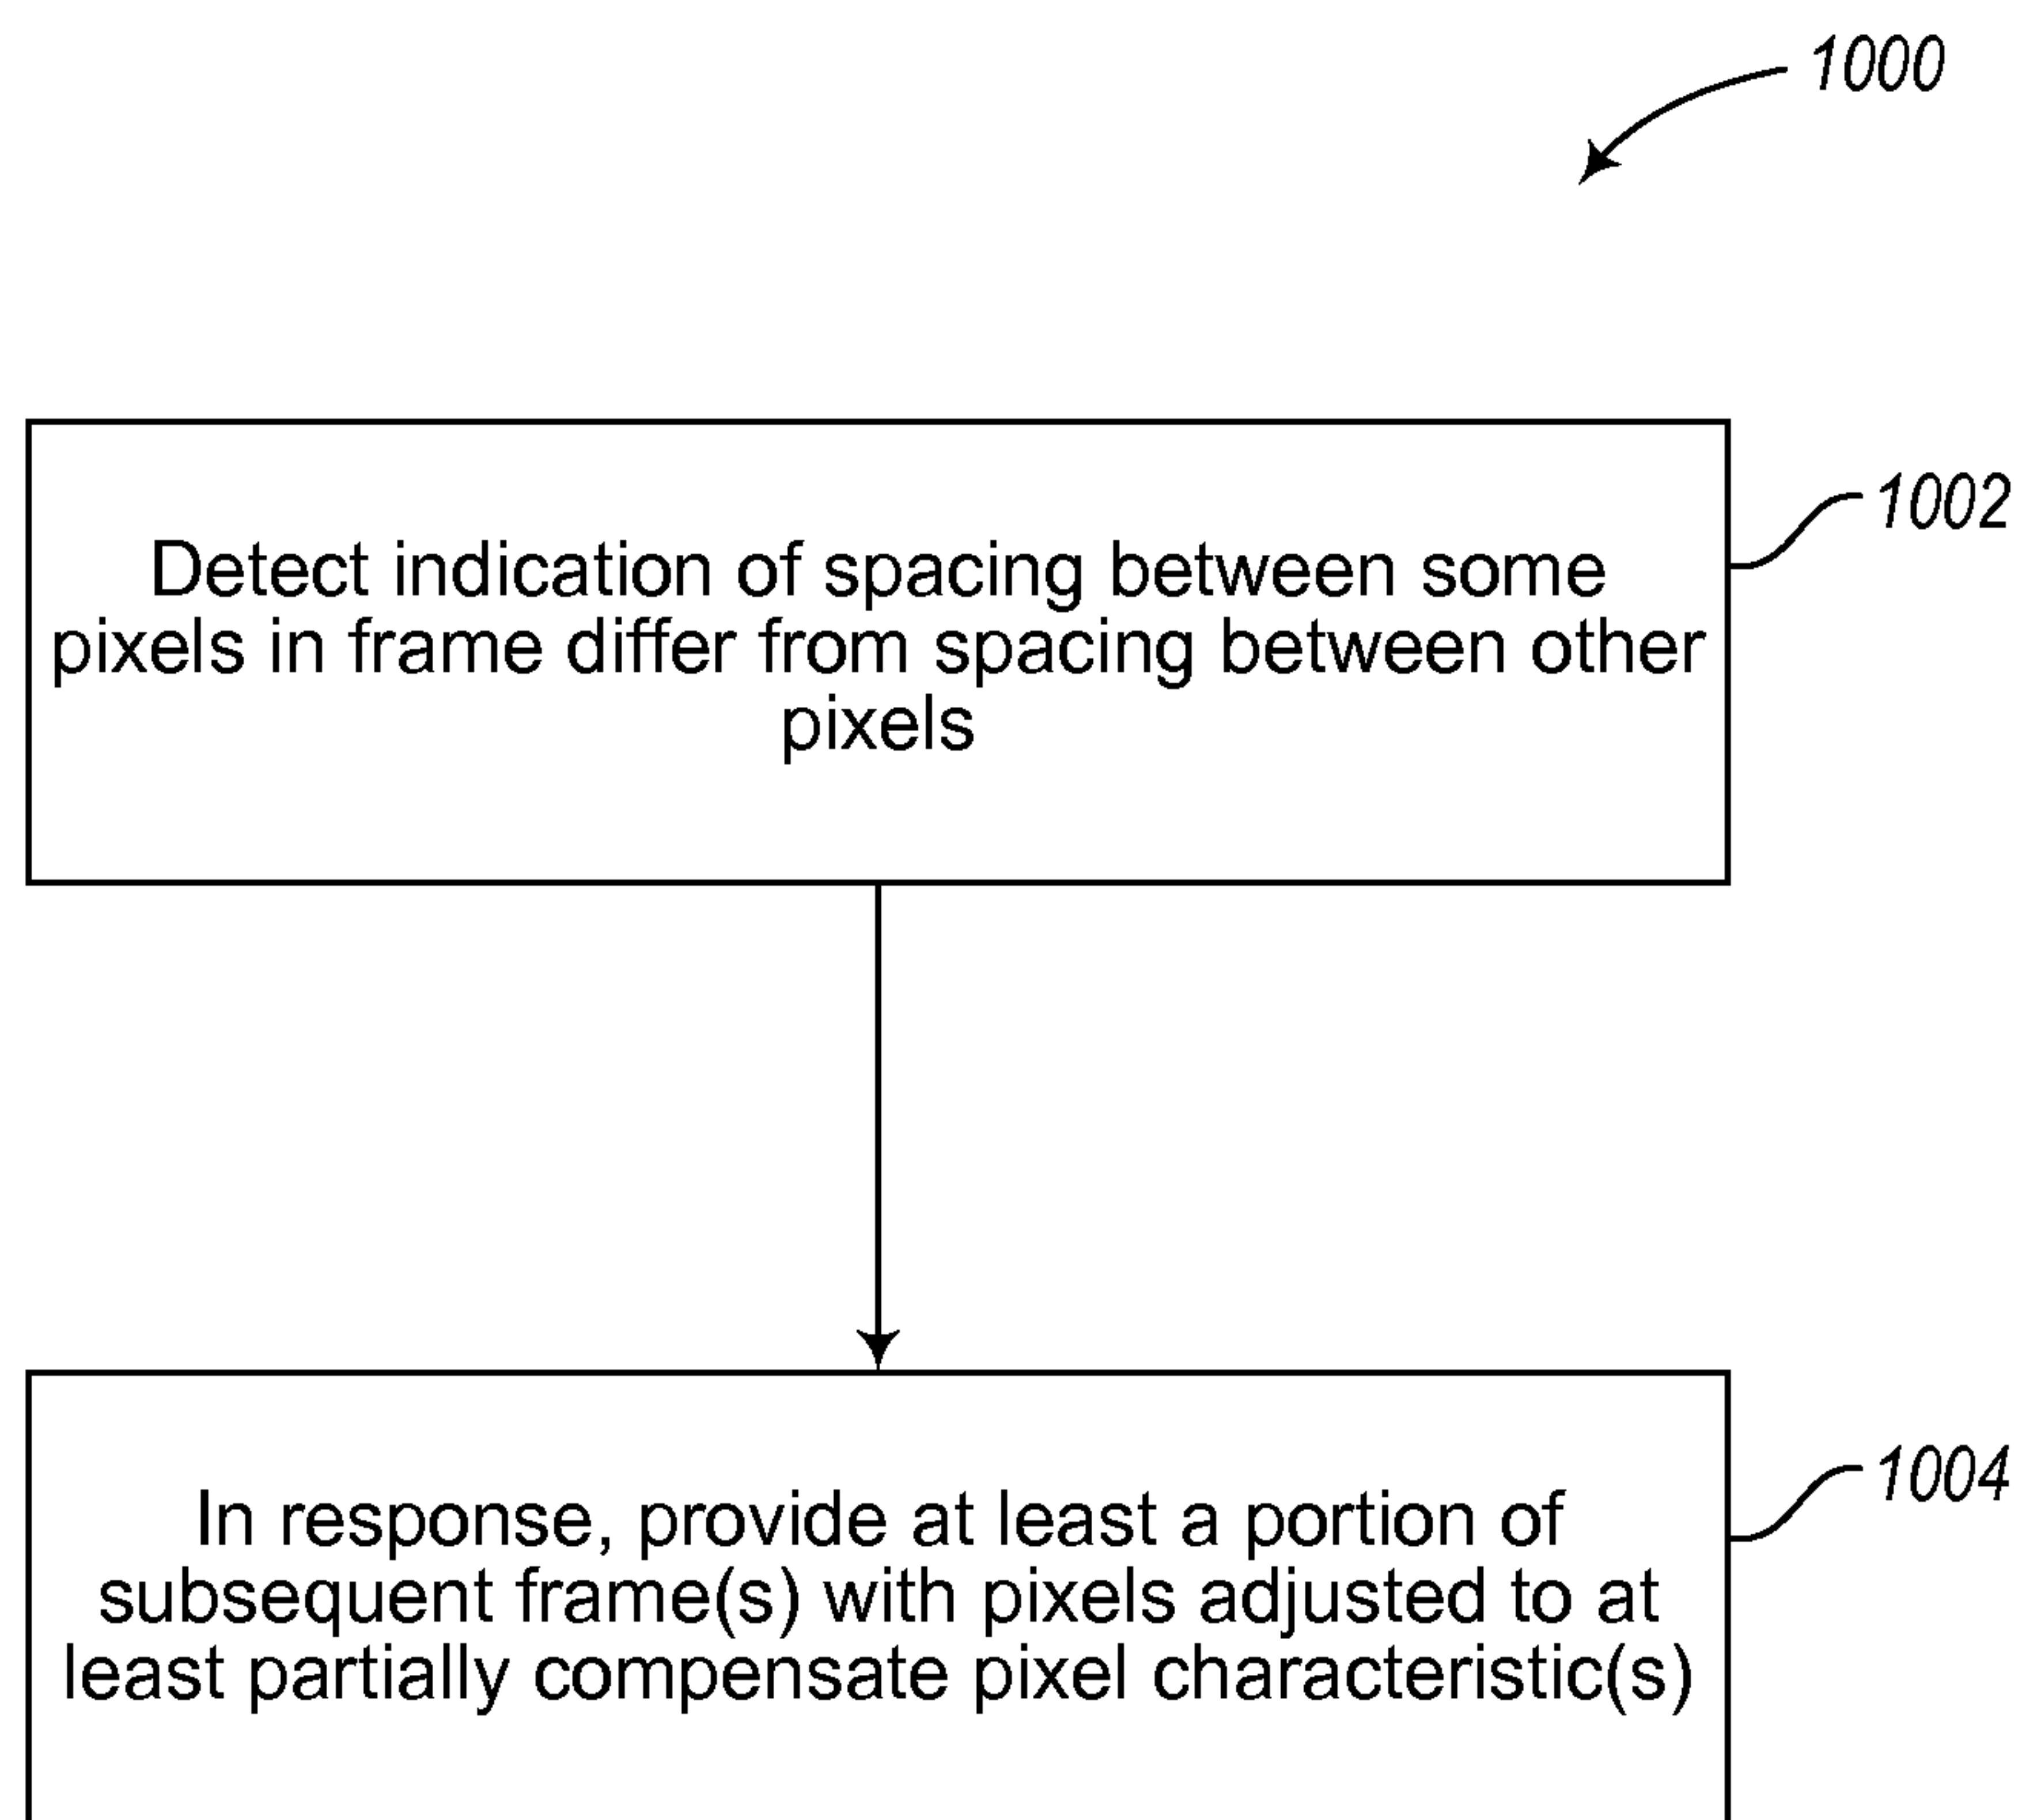 1000
Detect indication of spacing between some
pixels in frame differ from spacing between other
pixels
1002
In response, provide at least a portion of
subsequent frame(s) with pixels adjusted to at
least partially compensate pixel characteristic(s)
1004